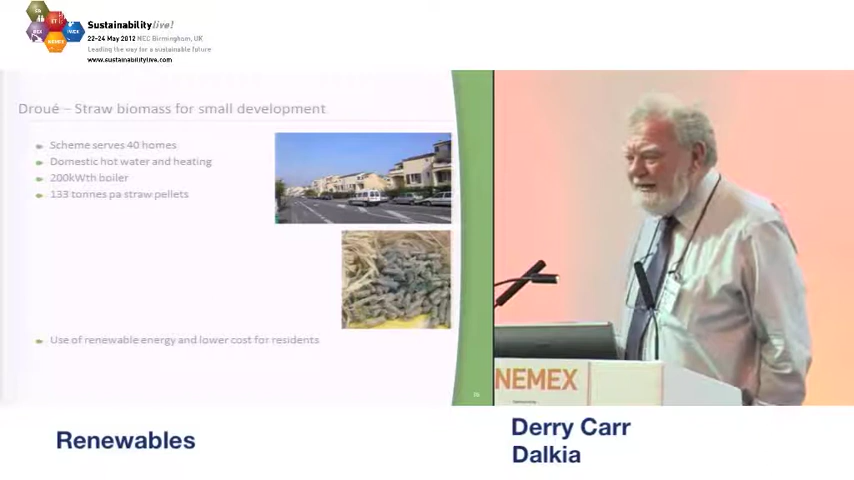 Sustainabilitylive!
22-24 May 2012 NEC Birmingham, UK
Leading the way for a sustainable future
www.sustainabilitylive.com
Droué – Straw biomass for small development
Scheme serves 40 homes
Domestic hot water and heating
200kWth boiler
133 tonnes pa straw pellets
Use of renewable energy and lower cost for residents
NEMEX
Renewables
Derry Carr
Dalkia